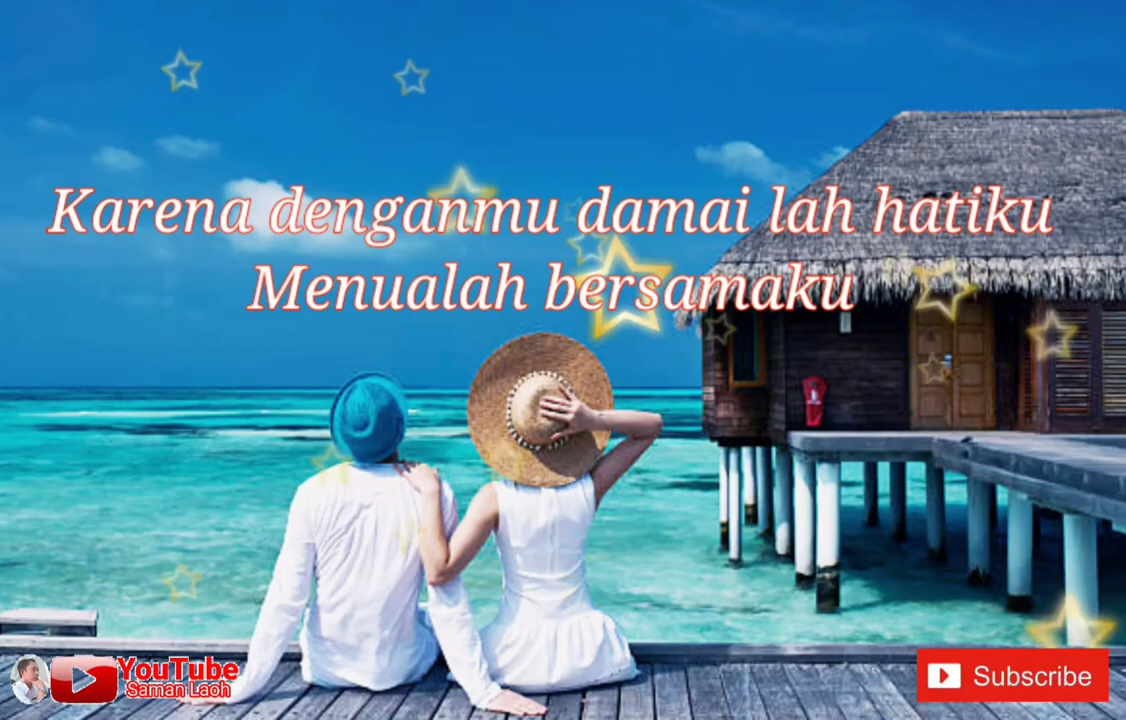 Karena denganmu damai lah hatiku
Menualah bersamaku
YouTube
Saman Laoh
Subscribe